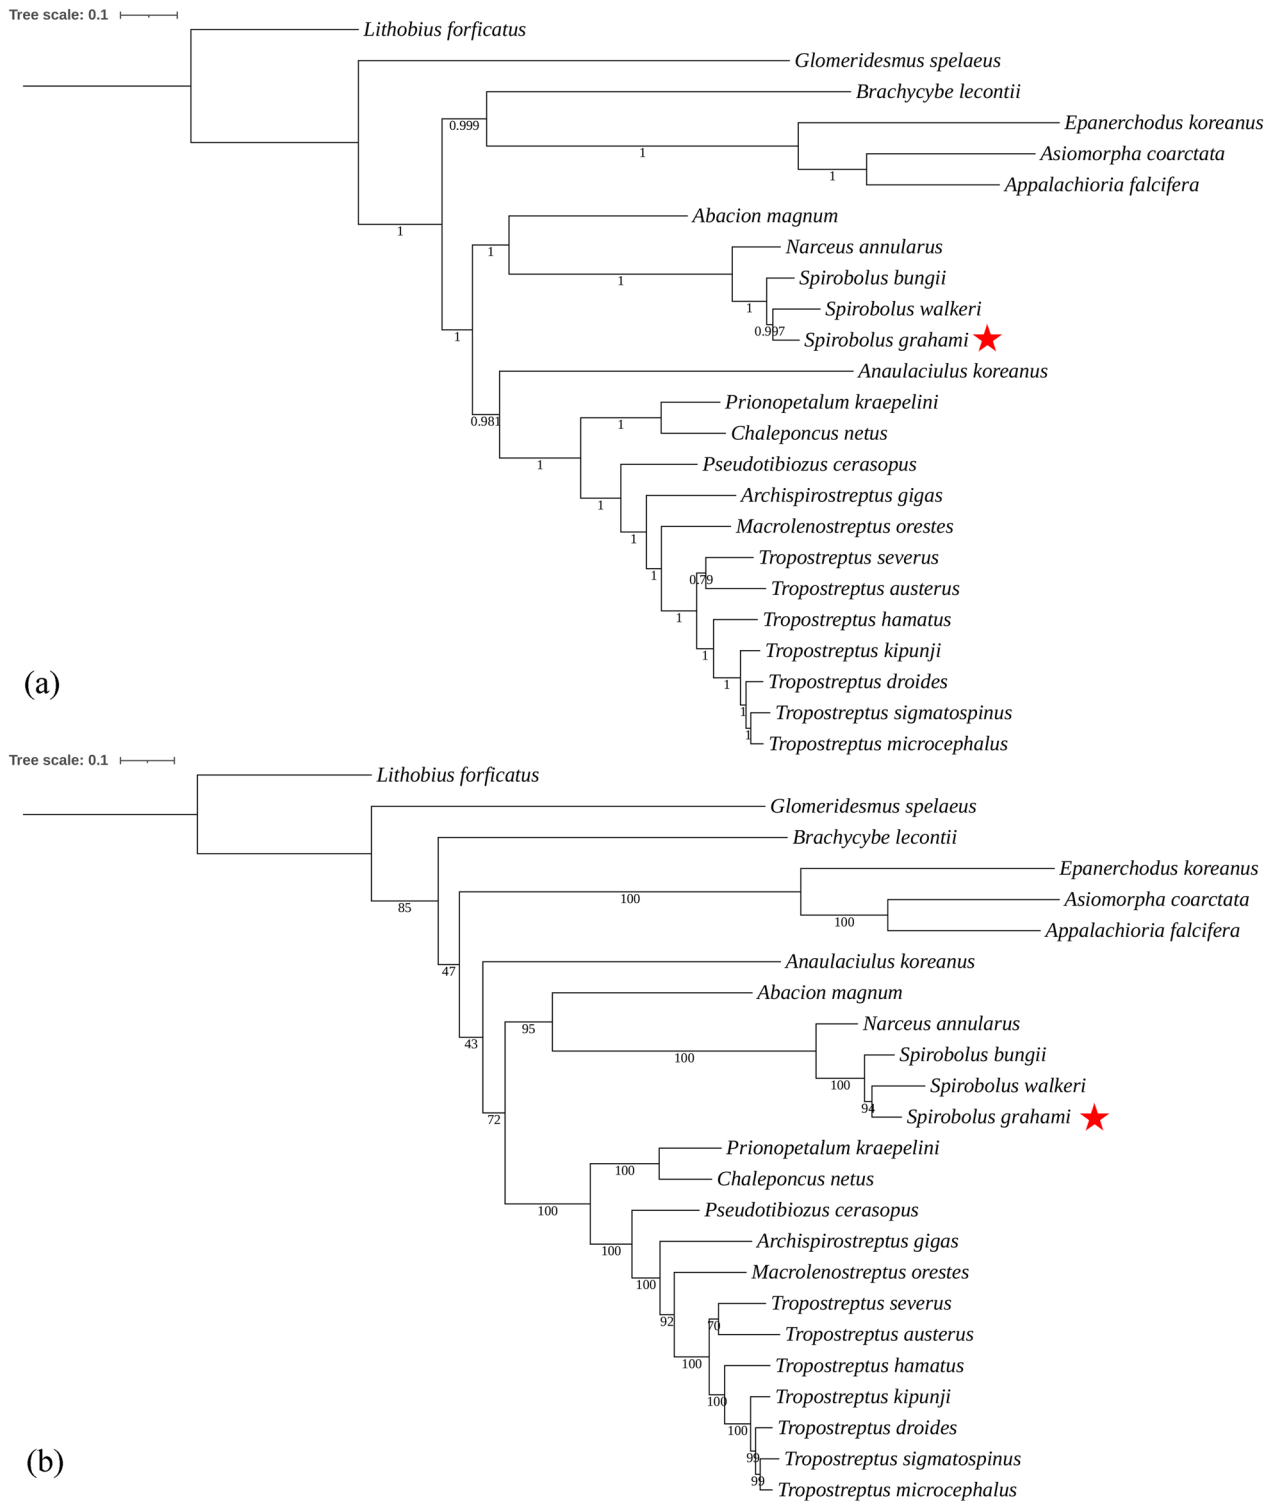 Tree scale: 0.1
Lithobius forficatus
Glomeridesmus spelaeus
Brachycybe lecontii
0.999
Epanerchodus koreanus
1
Asiomorpha coarctata
1
Appalachioria falcifera
Abacion magnum
1
Narceus annularus
1
Spirobolus bungii
1
Spirobolus walkeri
1
0.997
1
Spirobolus grahami
Anaulaciulus koreanus
Prionopetalum kraepelini
0.981
1
Chaleponcus netus
Pseudotibiozus cerasopus
1
Archispirostreptus gigas
1
Macrolenostreptus orestes
1
Tropostreptus severus
1
0.79
Tropostreptus austerus
1
Tropostreptus hamatus
Tropostreptus kipunji
1
Tropostreptus droides
1
(a)
Tropostreptus sigmatospinus
1
1
Tropostreptus microcephalus
Tree scale: 0.1
Lithobius forficatus
Glomeridesmus spelaeus
Brachycybe lecontii
Epanerchodus koreanus
100
Asiomorpha coarctata
85
100
Appalachioria falcifera
Anaulaciulus koreanus
47
Abacion magnum
Narceus annularus
95
43
Spirobolus bungii
100
100
Spirobolus walkeri
94
Spirobolus grahami
72
Prionopetalum kraepelini
100
Chaleponcus netus
100
Pseudotibiozus cerasopus
Archispirostreptus gigas
100
Macrolenostreptus orestes
100
Tropostreptus severus
92
70
Tropostreptus austerus
100
Tropostreptus hamatus
Tropostreptus kipunji
100
Tropostreptus droides
100
Tropostreptus sigmatospinus
99
(b)
99
Tropostreptus microcephalus